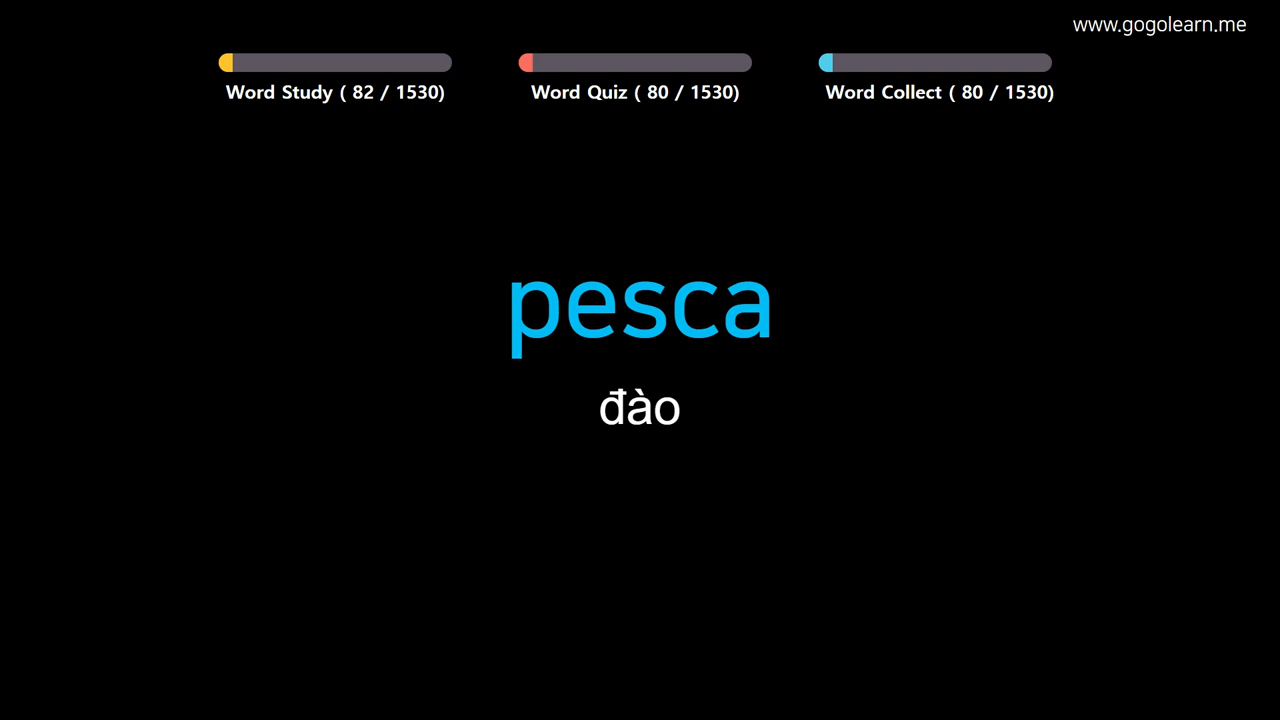 www.gogolearn.me
Word Study ( 82 / 1530)
Word Quiz ( 80 / 1530)
Word Collect ( 80 / 1530)
pesca
đào